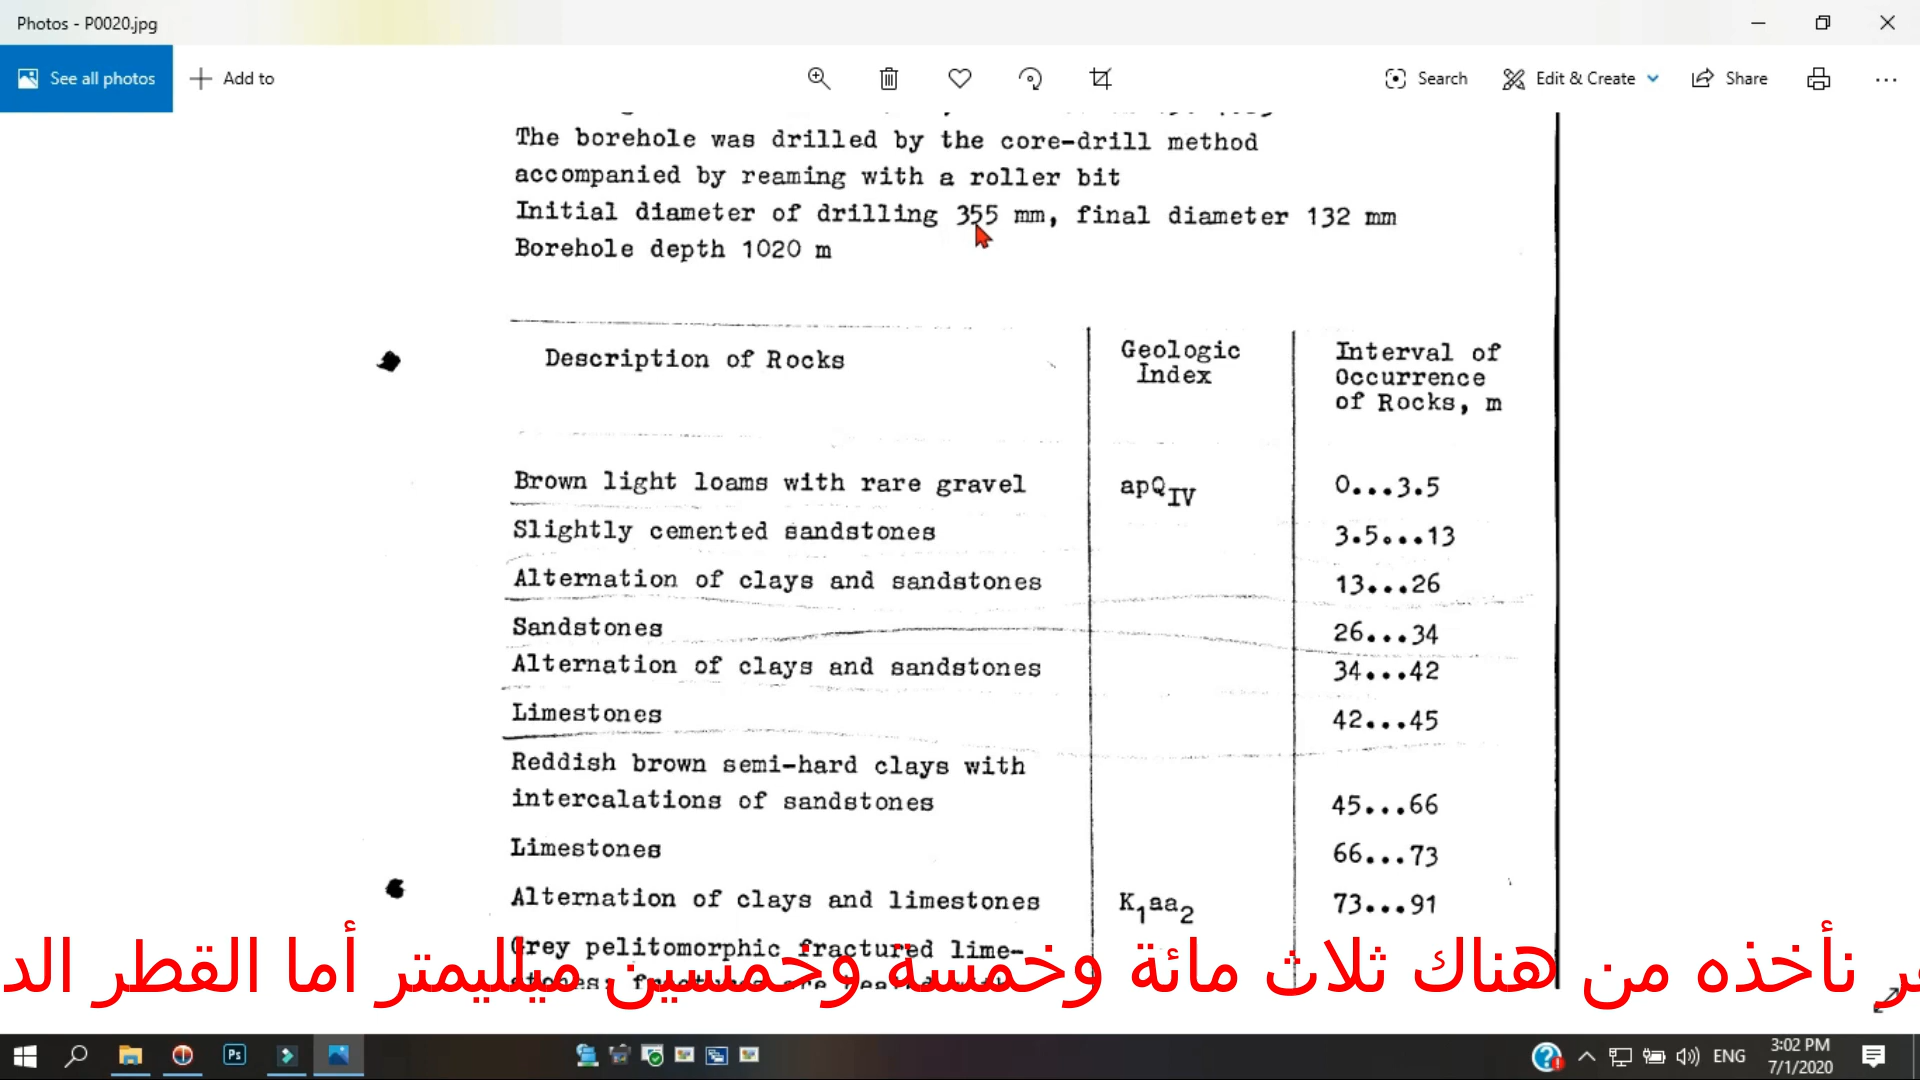 Photos - P0020.jpg
See all photos
Add to
Search
Edit & Create
Share
The borehole was drilled by the core-drill method
accompanied by reaming with a roller bit
Initial diameter of drilling 355 mm, final diameter 132 mm
Borehole depth 1020 m
Description of Rocks
Geologic Index
Interval of Occurrence of Rocks, m
Brown light loams with rare gravel apQIV 0...3.5
Slightly cemented sandstones 3.5...13
Alternation of clays and sandstones 13...26
Sandstones 26...34
Alternation of clays and sandstones 34...42
Limestones 42...45
Reddish brown semi-hard clays with
intercalations of sandstones 45...66
Limestones 66...73
Alternation of clays and limestones K1aa2 73...91
Grey pelitomorphic fractured lime-
نأخذه من هناك ثلاث مائة وخمسة وخمسين ميلليمتر أما القطر
Ps
ENG
3:02 PM
7/1/2020